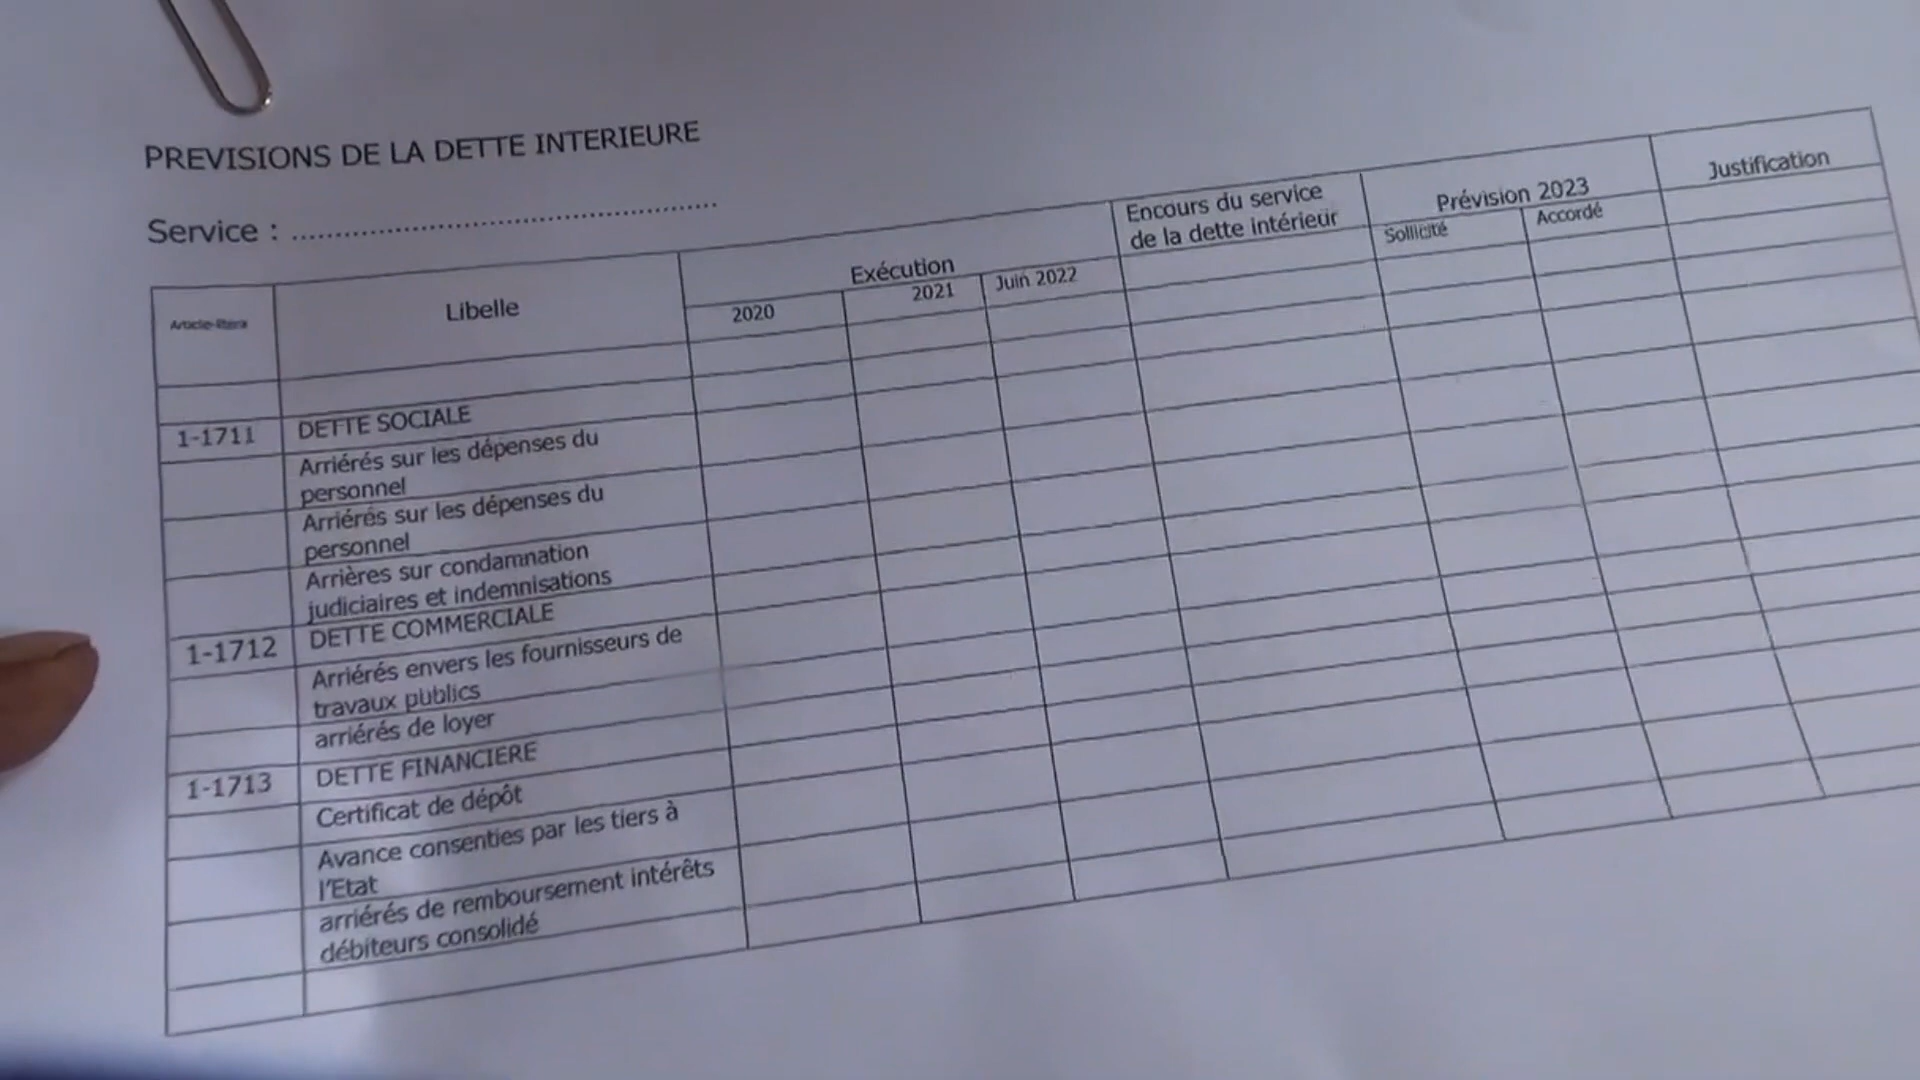 PREVISIONS DE LA DETTE INTERIEURE
Service : ................................................
Article-litera
Libelle
Exécution
2020
2021
Juin 2022
Encours du service
de la dette intérieur
Prévision 2023
Sollicité
Accordé
Justification
1-1711 DETTE SOCIALE
Arriérés sur les dépenses du
personnel
Arriérés sur les dépenses du
personnel
Arrières sur condamnation
judiciaires et indemnisations
1-1712 DETTE COMMERCIALE
Arriérés envers les fournisseurs de
travaux publics
arriérés de loyer
1-1713 DETTE FINANCIERE
Certificat de dépôt
Avance consenties par les tiers à
l'Etat
arriérés de remboursement intérêts
débiteurs consolidé